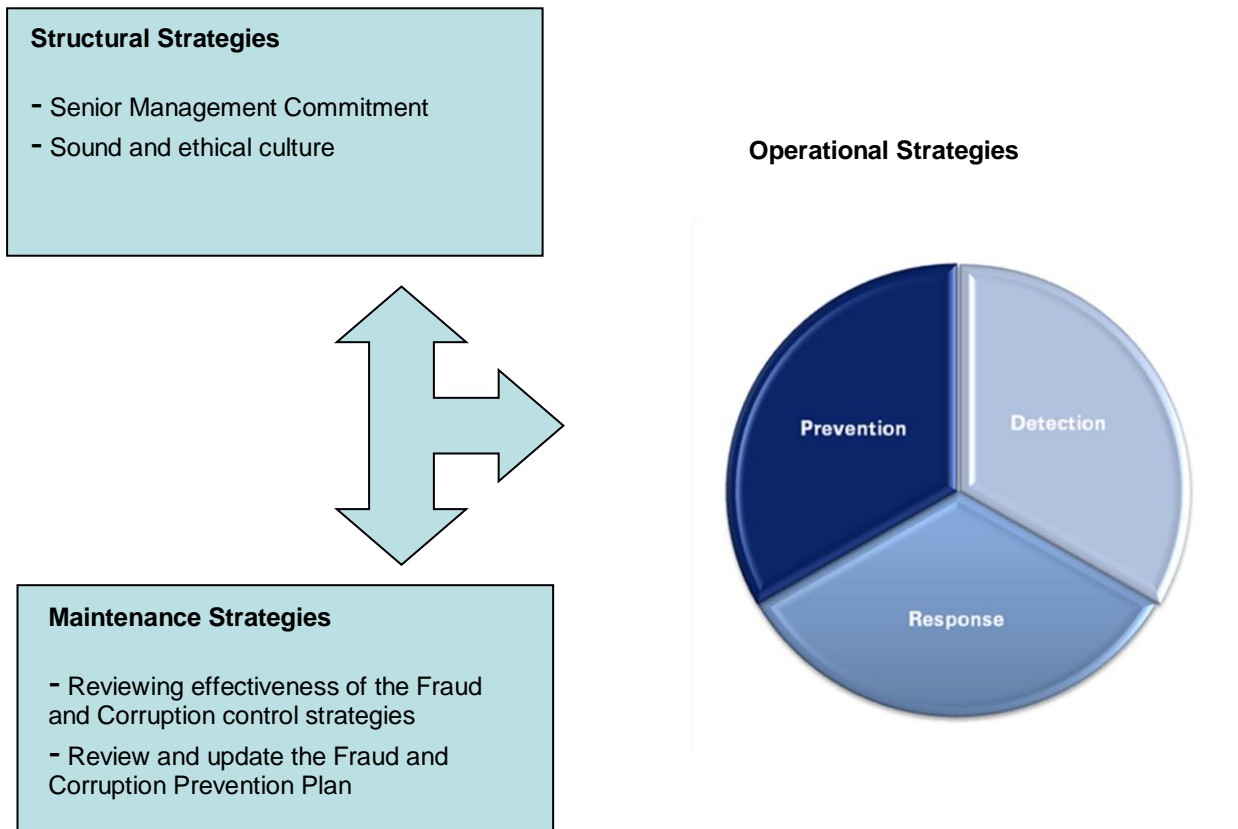 Structural Strategies
- Senior Management Commitment
- Sound and ethical culture
Operational Strategies
Prevention
Detection
Response
Maintenance Strategies
- Reviewing effectiveness of the Fraud
and Corruption control strategies
- Review and update the Fraud and
Corruption Prevention Plan